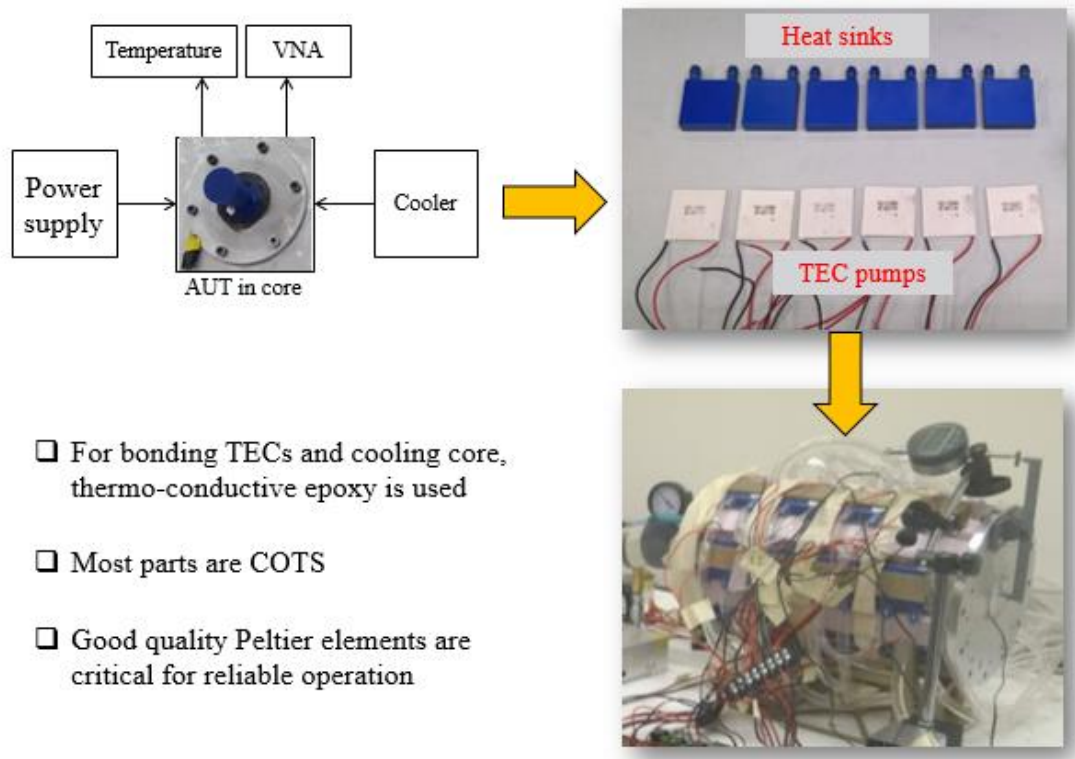 Temperature
VNA
Power
supply
Cooler
AUT in core
Heat sinks
TEC pumps
For bonding TECs and cooling core,
thermo-conductive epoxy is used
Most parts are COTS
Good quality Peltier elements are
critical for reliable operation